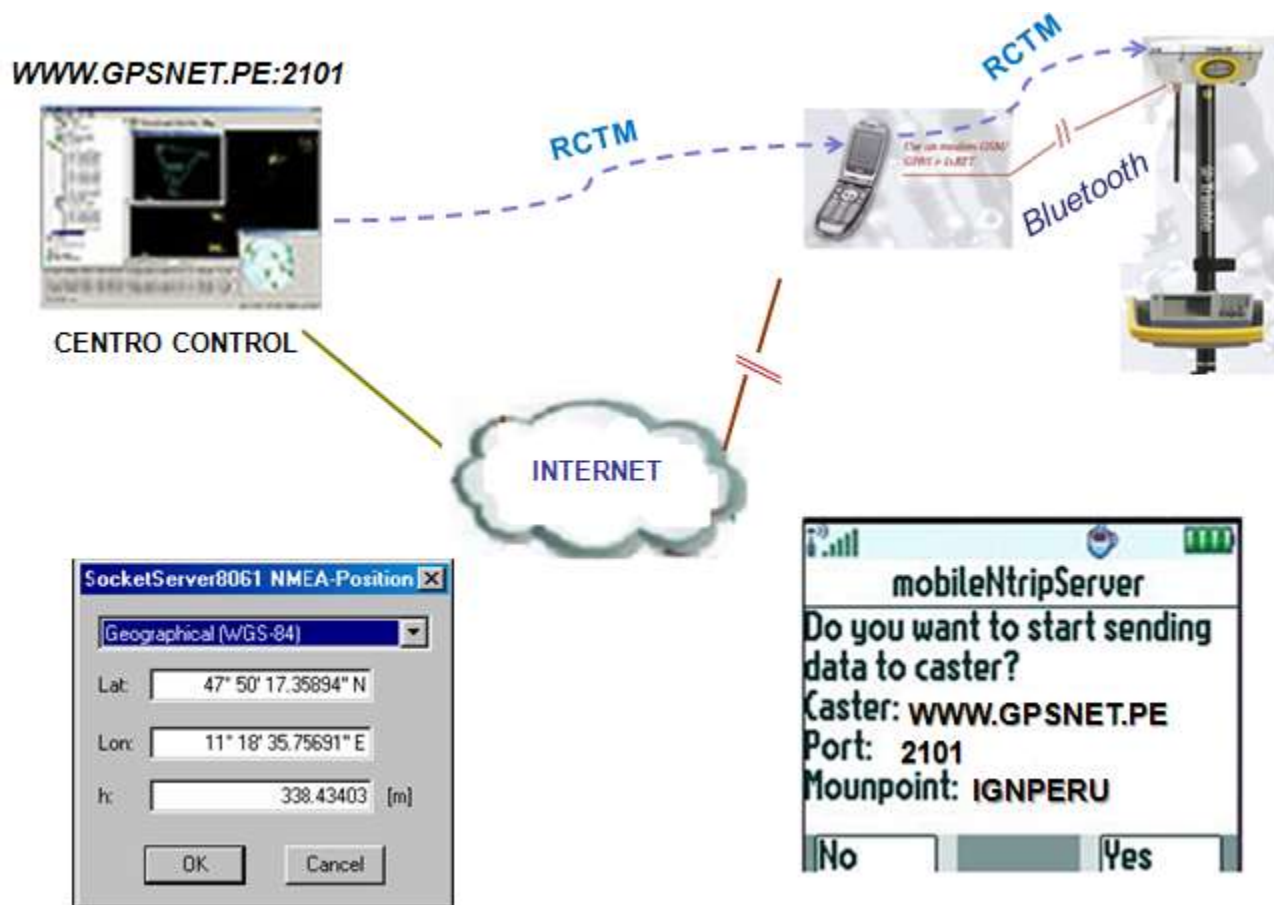 WWW.GPSNET.PE:2101
RCTM
RCTM
Bluetooth
Trimble
CENTRO CONTROL
INTERNET
SocketServer8061 NMEA-Position
Geographical (WGS-84)
Lat: 47° 50' 17.35894" N
Lon: 11° 18' 35.75691" E
h: 338.43403 [m]
OK Cancel
mobileNtripServer
Do you want to start sending
data to caster?
Caster: WWW.GPSNET.PE
Port: 2101
Mounpoint: IGNPERU
No Yes